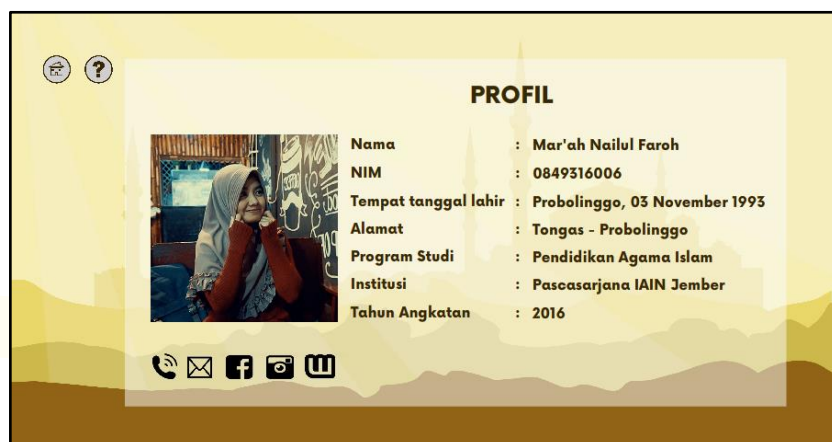 PROFIL
Nama : Mar'ah Nailul Faroh
NIM : 0849316006
Tempat tanggal lahir : Probolinggo, 03 November 1993
Alamat : Tongas - Probolinggo
Program Studi : Pendidikan Agama Islam
Institusi : Pascasarjana IAIN Jember
Tahun Angkatan : 2016